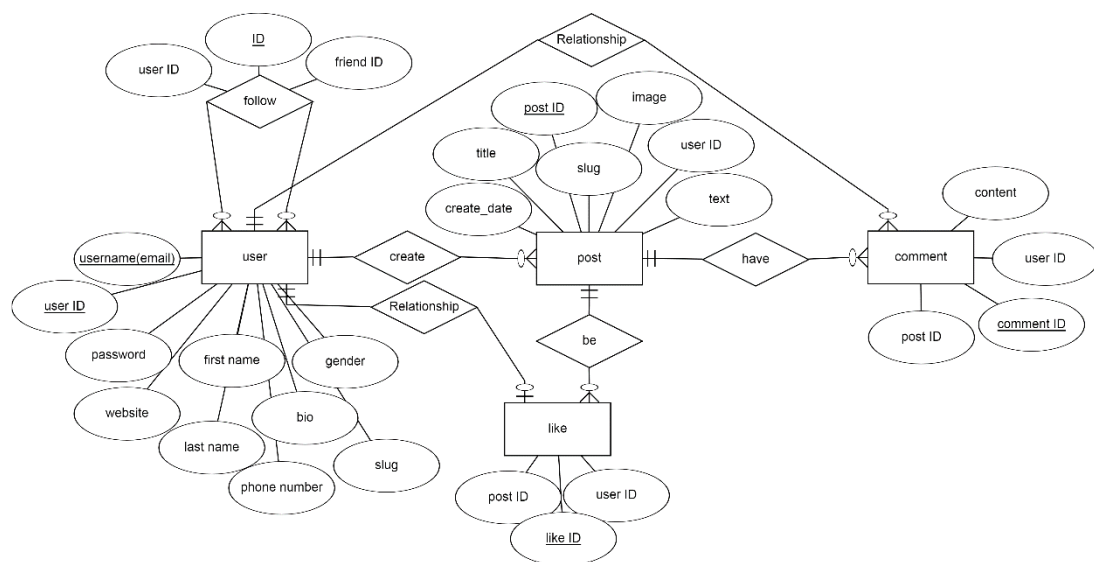 ID
Relationship
user ID
friend ID
follow
post ID
image
title
slug
user ID
create_date
text
content
username(email)
user
create
post
have
comment
user ID
user ID
Relationship
post ID
comment ID
password
first name
gender
be
website
bio
last name
like
slug
phone number
post ID
user ID
like ID